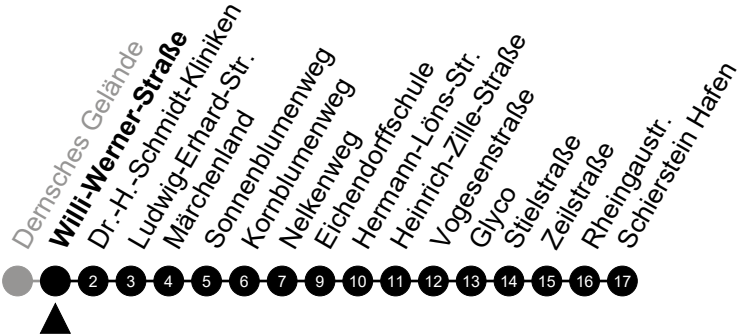 Dernsches Gelände
Willi-Werner-Straße
Dr.-H.-Schmidt-Kliniken
Ludwig-Erhard-Str.
Märchenland
Sonnenblumenweg
Kornblumenweg
Nelkenweg
Eichendorffschule
Hermann-Löns-Str.
Heinrich-Zille-Straße
Vogesenstraße
Glyco
Stielstraße
Zeilstraße
Rheingaustr.
Schierstein Hafen
2 3 4 5 6 7 9 10 11 12 13 14 15 16 17